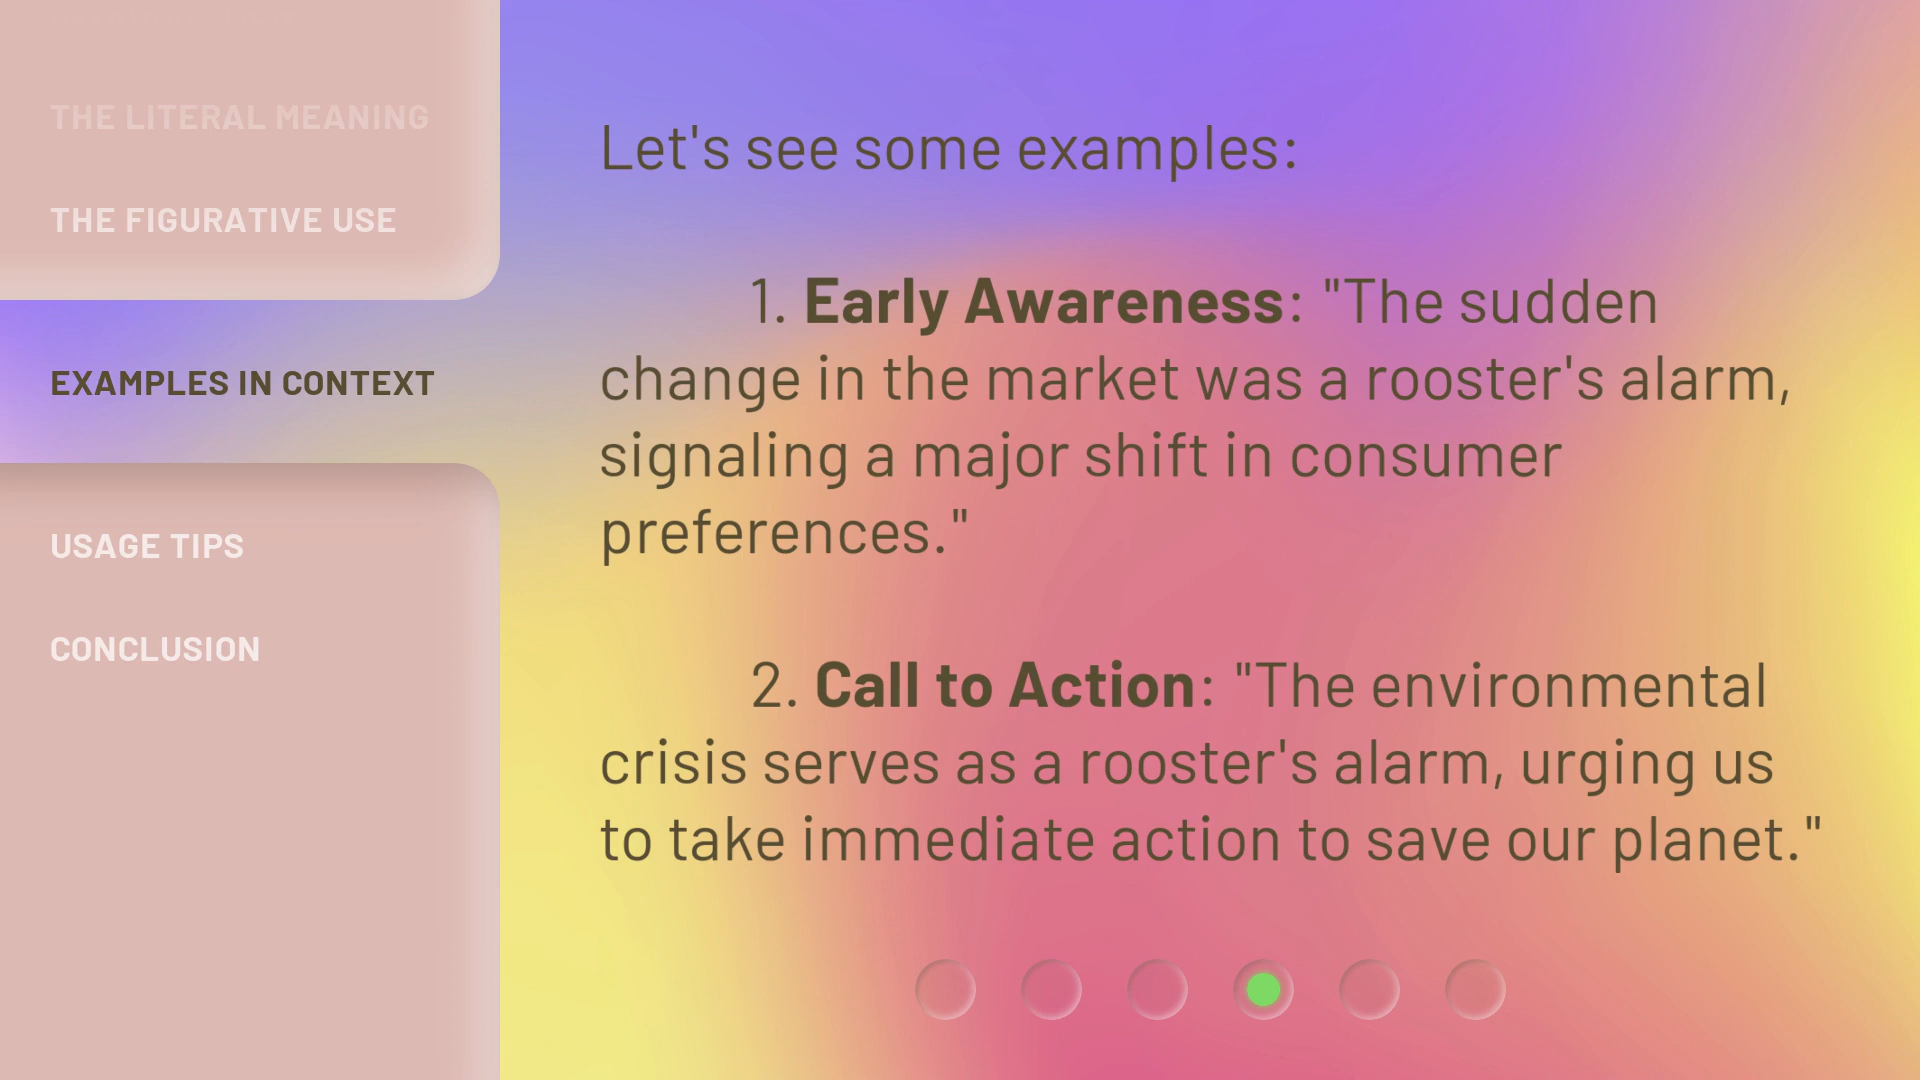 THE LITERAL MEANING
THE FIGURATIVE USE
EXAMPLES IN CONTEXT
USAGE TIPS
CONCLUSION
Let's see some examples:
1. Early Awareness: "The sudden
change in the market was a rooster's alarm,
signaling a major shift in consumer
preferences."
2. Call to Action: "The environmental
crisis serves as a rooster's alarm, urging us
to take immediate action to save our planet."